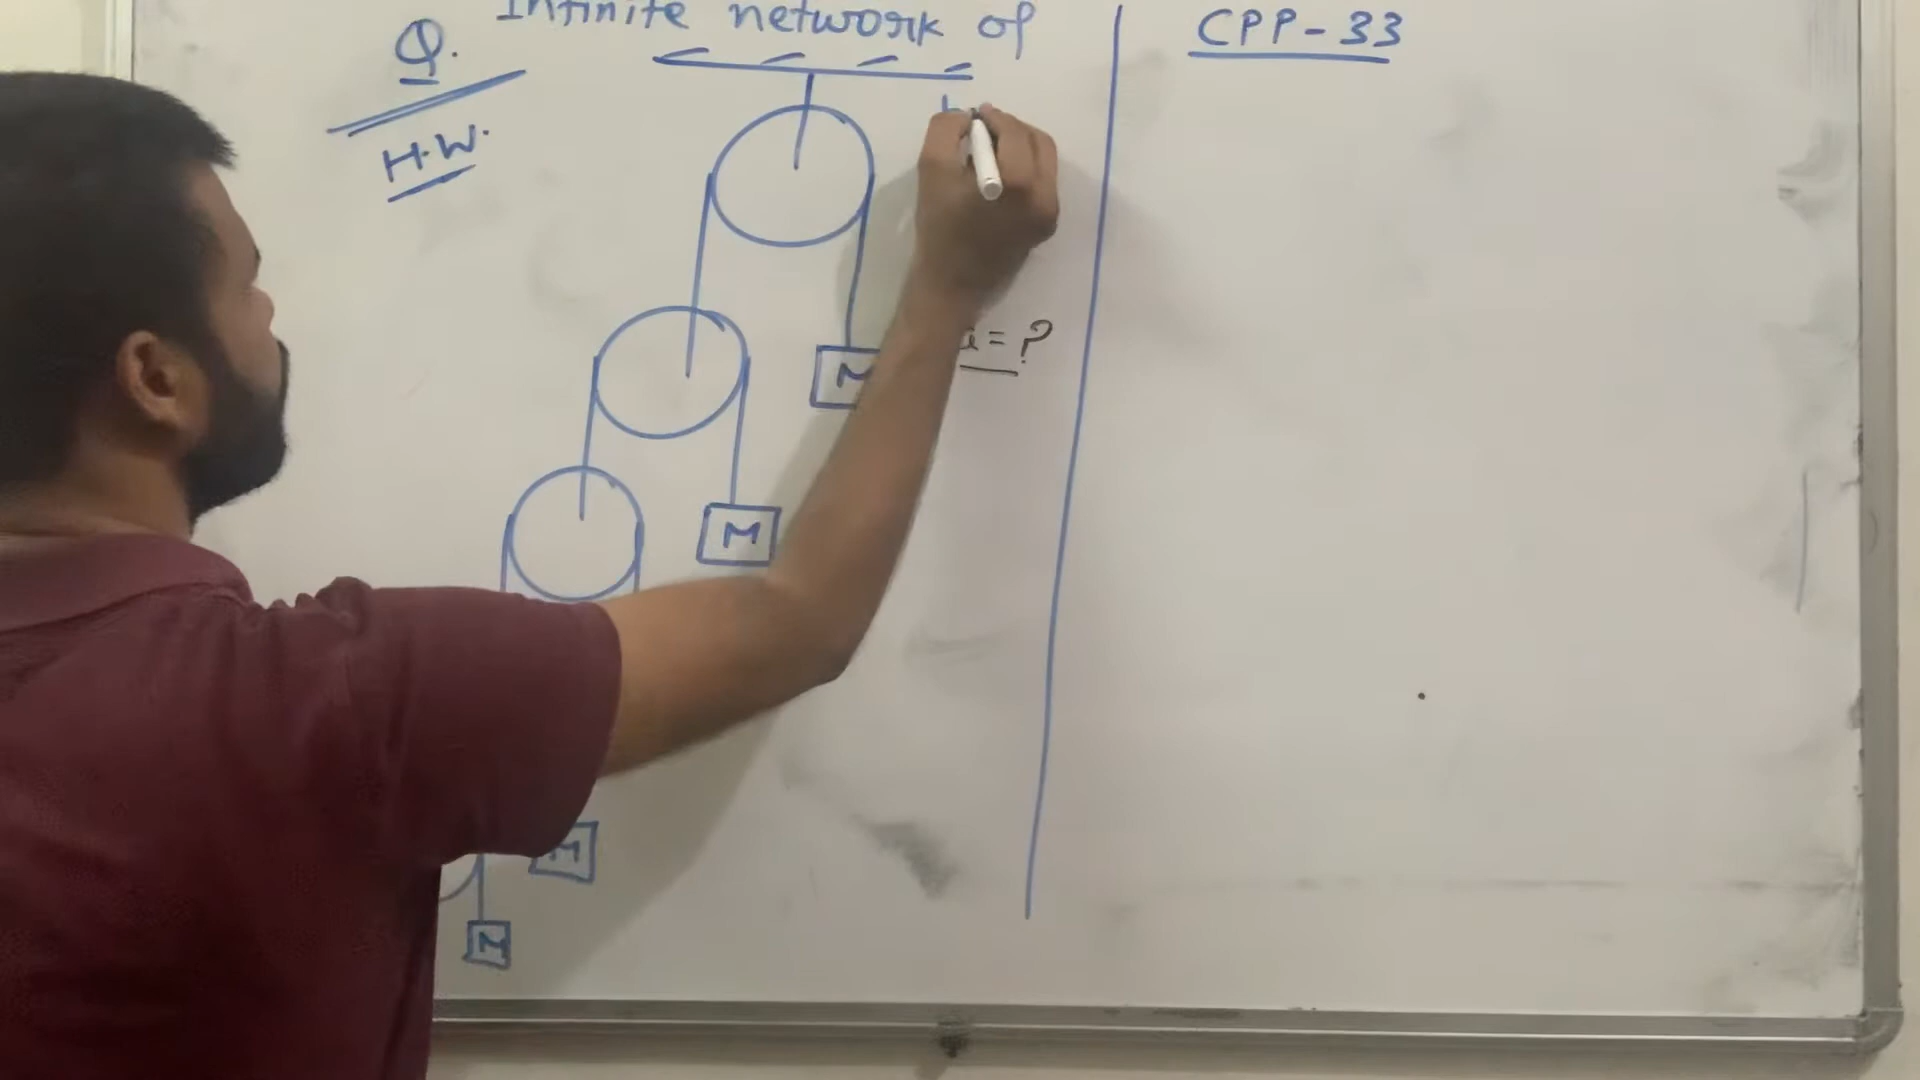 Infinite network of
Q.
H.W.
CPP-33
M
a = ?
M
M
M